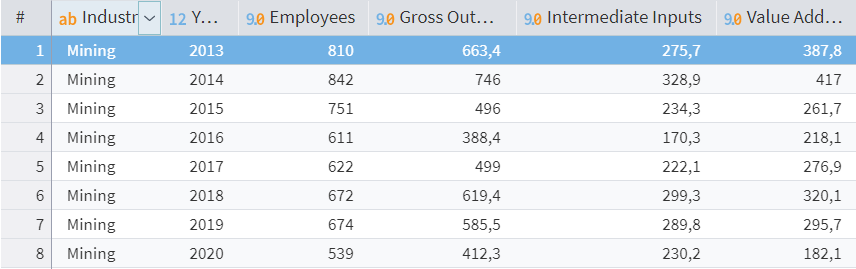 # ab Industr 12 Y... 9.0 Employees 9.0 Gross Out... 9.0 Intermediate Inputs 9.0 Value Add...
1 Mining 2013 810 663,4 275,7 387,8
2 Mining 2014 842 746 328,9 417
3 Mining 2015 751 496 234,3 261,7
4 Mining 2016 611 388,4 170,3 218,1
5 Mining 2017 622 499 222,1 276,9
6 Mining 2018 672 619,4 299,3 320,1
7 Mining 2019 674 585,5 289,8 295,7
8 Mining 2020 539 412,3 230,2 182,1